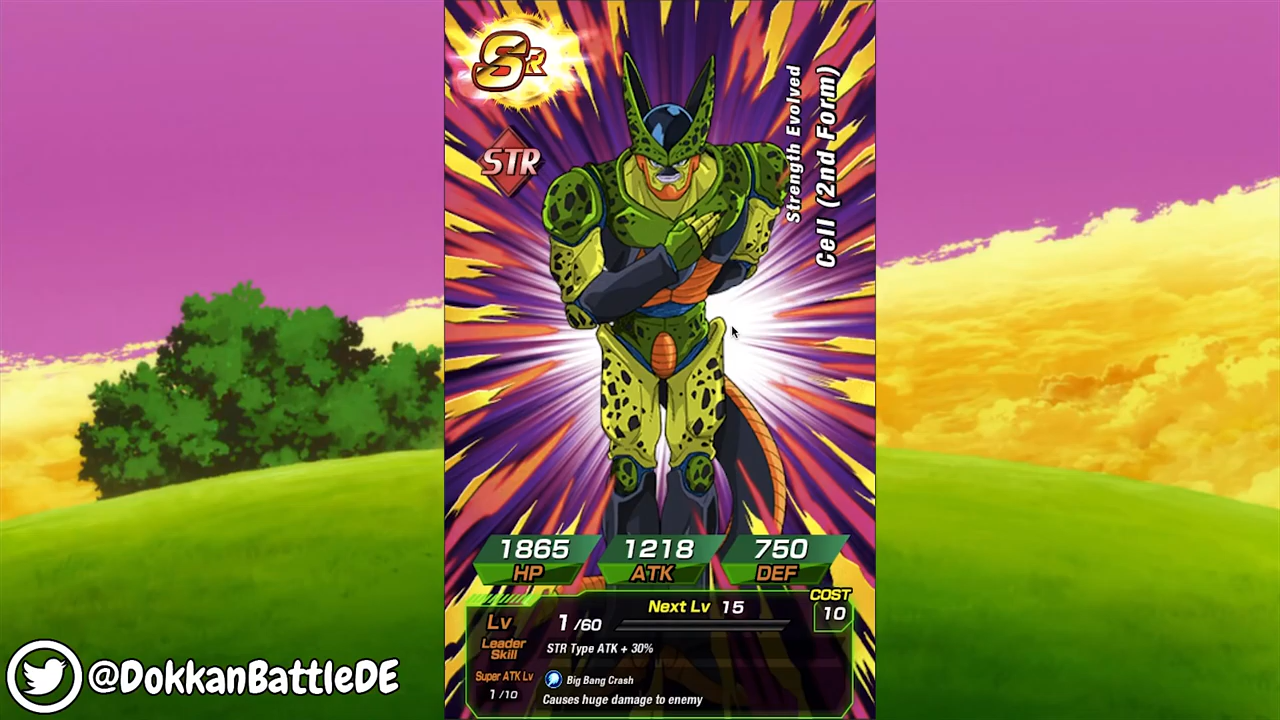 SR
STR
Strength Evolved
Cell (2nd Form)
1865 1218 750
HP ATK DEF
Next Lv 15
COST
10
Lv 1/60
Leader Skill STR Type ATK + 30%
Super ATK Lv Big Bang Crash
1/10 Causes huge damage to enemy
@DokkanBattleDE